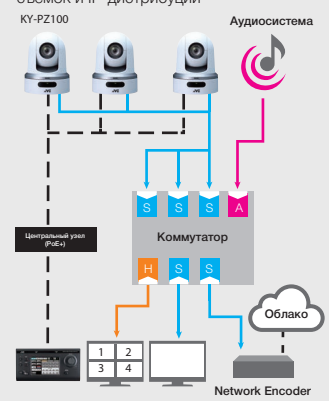 съемок и IP-дистрибуции
KY-PZ100
Аудиосистема
JVC
JVC
JVC
S
S
S
A
Центральный узел
(PoE+)
Коммутатор
H
S
S
Облако
1 2
3 4
Network Encoder